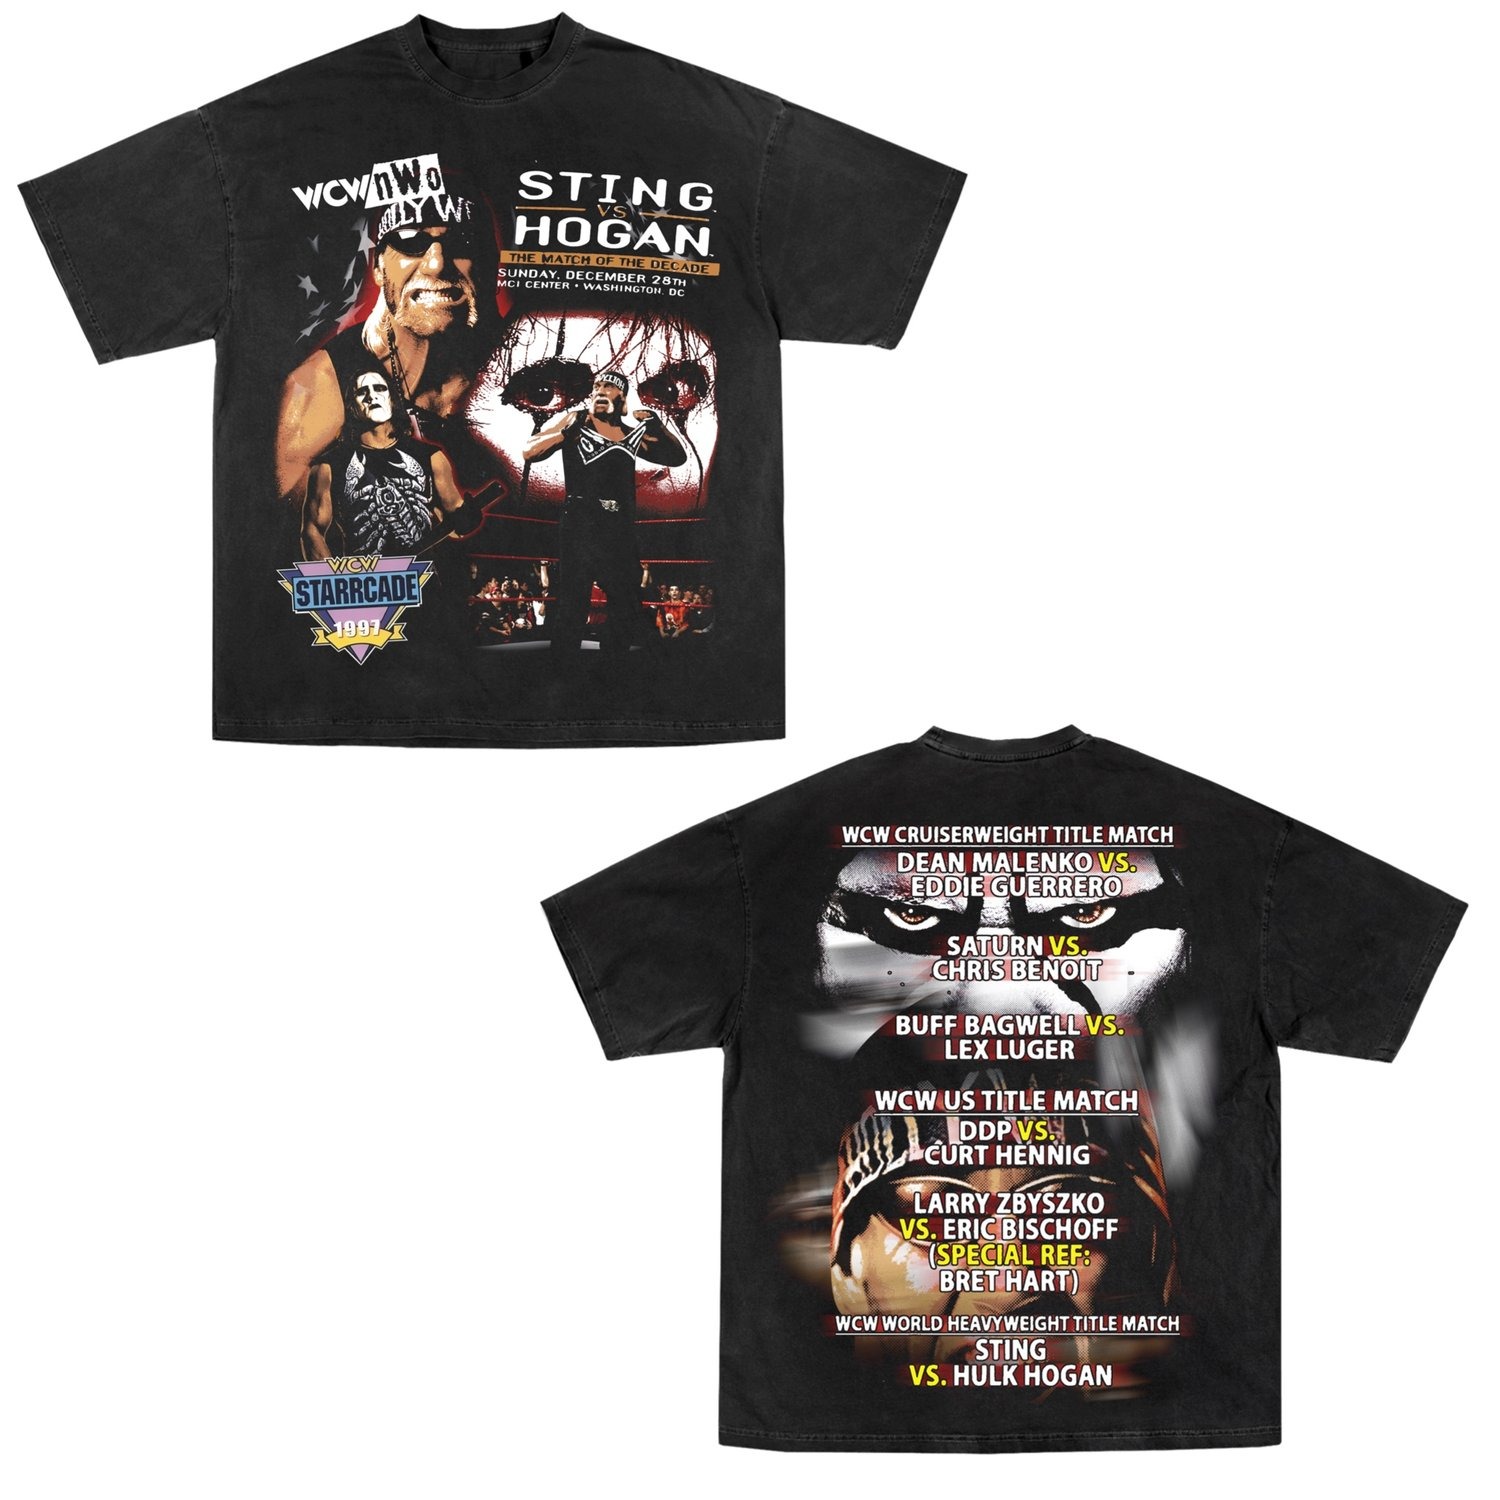 WCW nWo
LLY W
STING
VS
HOGAN
THE MATCH OF THE DECADE
SUNDAY, DECEMBER 28TH
MCI CENTER • WASHINGTON, DC
WCW
STARRCADE
1997
WCW CRUISERWEIGHT TITLE MATCH
DEAN MALENKO VS.
EDDIE GUERRERO
SATURN VS.
CHRIS BENOIT
BUFF BAGWELL VS.
LEX LUGER
WCW US TITLE MATCH
DDP VS.
CURT HENNIG
LARRY ZBYSZKO
VS. ERIC BISCHOFF
(SPECIAL REF:
BRET HART)
WCW WORLD HEAVYWEIGHT TITLE MATCH
STING
VS. HULK HOGAN